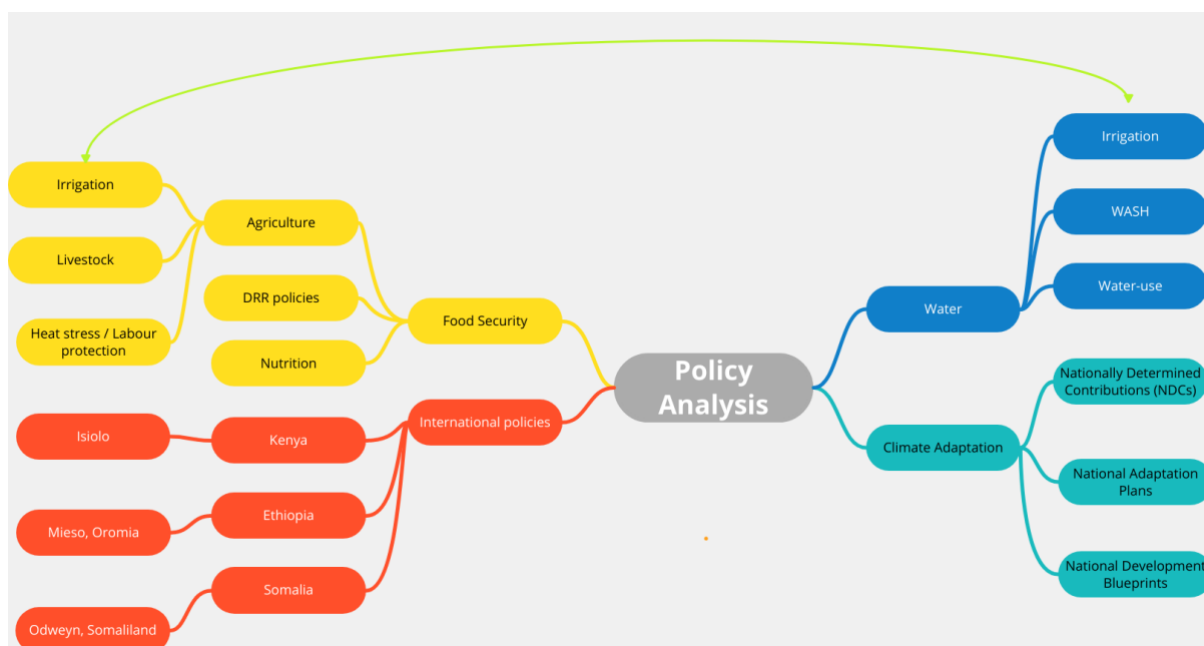 Policy
Analysis
Food Security
Agriculture
Irrigation
Livestock
Heat stress / Labour
protection
DRR policies
Nutrition
International policies
Kenya
Isiolo
Ethiopia
Mieso, Oromia
Somalia
Odweyn, Somaliland
Water
Irrigation
WASH
Water-use
Climate Adaptation
Nationally Determined
Contributions (NDCs)
National Adaptation
Plans
National Development
Blueprints